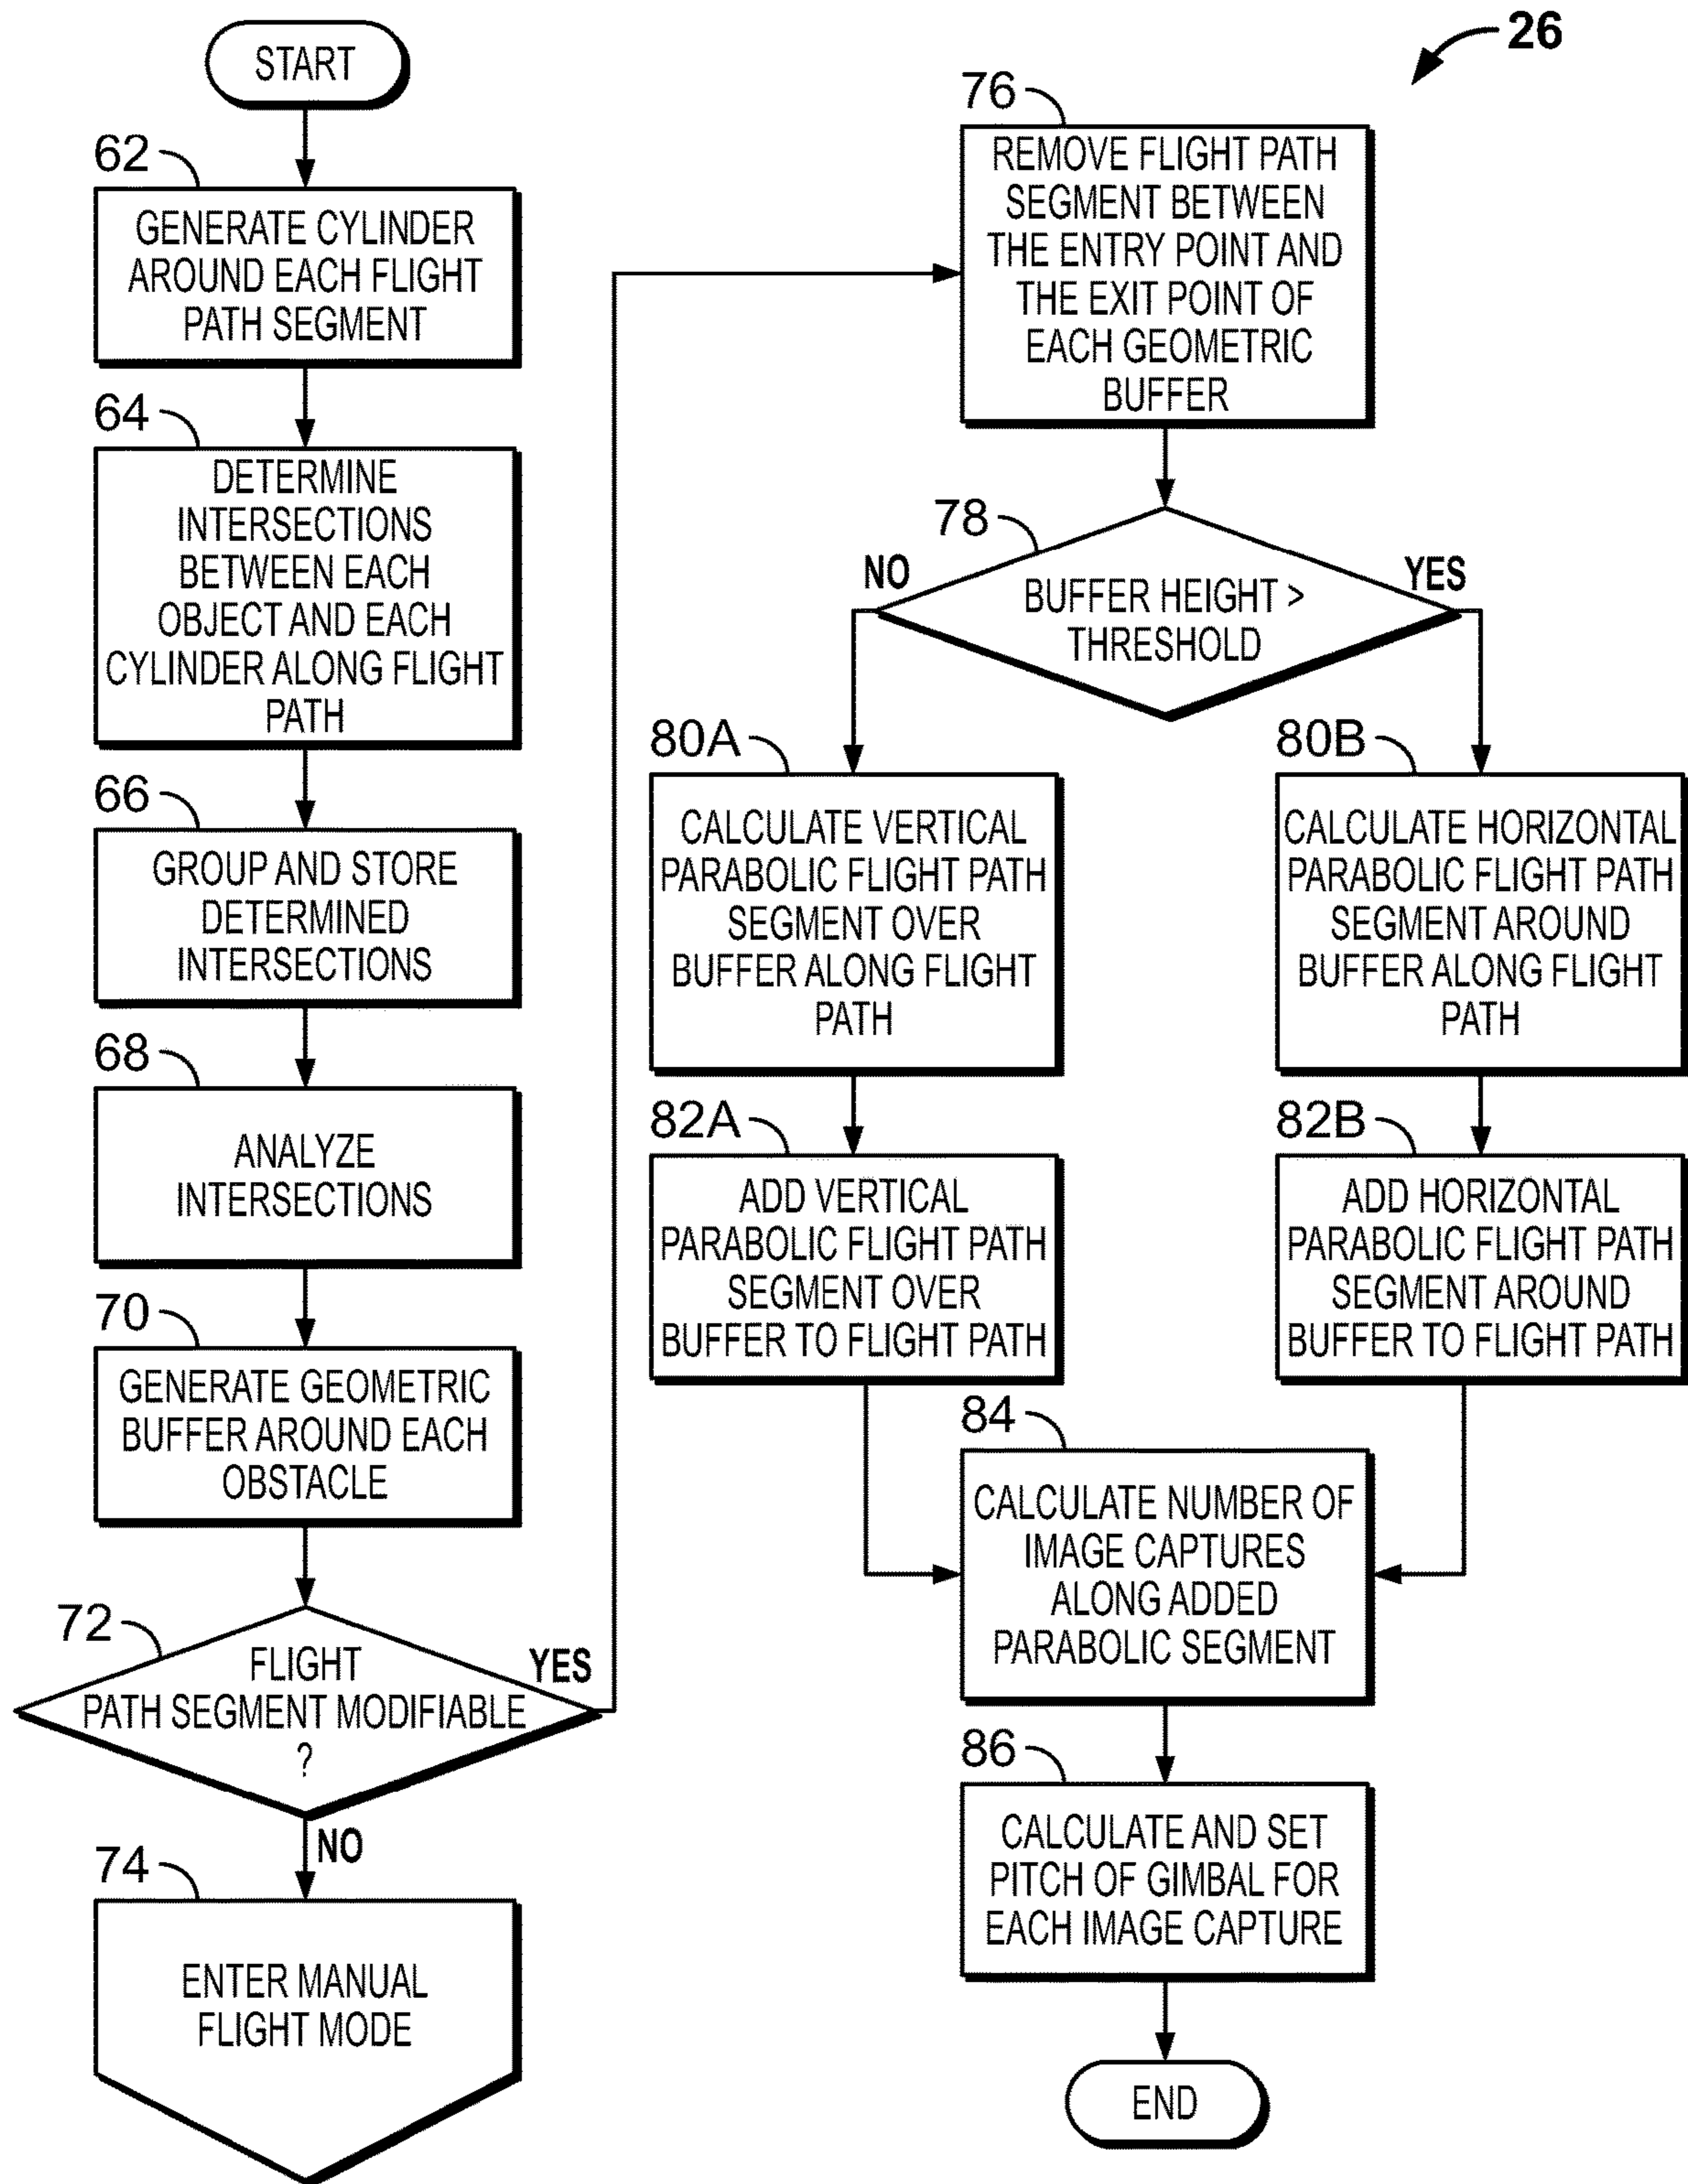 26
START
62
GENERATE CYLINDER
AROUND EACH FLIGHT
PATH SEGMENT
64
DETERMINE
INTERSECTIONS
BETWEEN EACH
OBJECT AND EACH
CYLINDER ALONG FLIGHT
PATH
66
GROUP AND STORE
DETERMINED
INTERSECTIONS
68
ANALYZE
INTERSECTIONS
70
GENERATE GEOMETRIC
BUFFER AROUND EACH
OBSTACLE
72
FLIGHT
PATH SEGMENT MODIFIABLE
?
YES
NO
74
ENTER MANUAL
FLIGHT MODE
76
REMOVE FLIGHT PATH
SEGMENT BETWEEN
THE ENTRY POINT AND
THE EXIT POINT OF
EACH GEOMETRIC
BUFFER
78
BUFFER HEIGHT >
THRESHOLD
NO
YES
80A
CALCULATE VERTICAL
PARABOLIC FLIGHT PATH
SEGMENT OVER
BUFFER ALONG FLIGHT
PATH
80B
CALCULATE HORIZONTAL
PARABOLIC FLIGHT PATH
SEGMENT AROUND
BUFFER ALONG FLIGHT
PATH
82A
ADD VERTICAL
PARABOLIC FLIGHT PATH
SEGMENT OVER
BUFFER TO FLIGHT PATH
82B
ADD HORIZONTAL
PARABOLIC FLIGHT PATH
SEGMENT AROUND
BUFFER TO FLIGHT PATH
84
CALCULATE NUMBER OF
IMAGE CAPTURES
ALONG ADDED
PARABOLIC SEGMENT
86
CALCULATE AND SET
PITCH OF GIMBAL FOR
EACH IMAGE CAPTURE
END